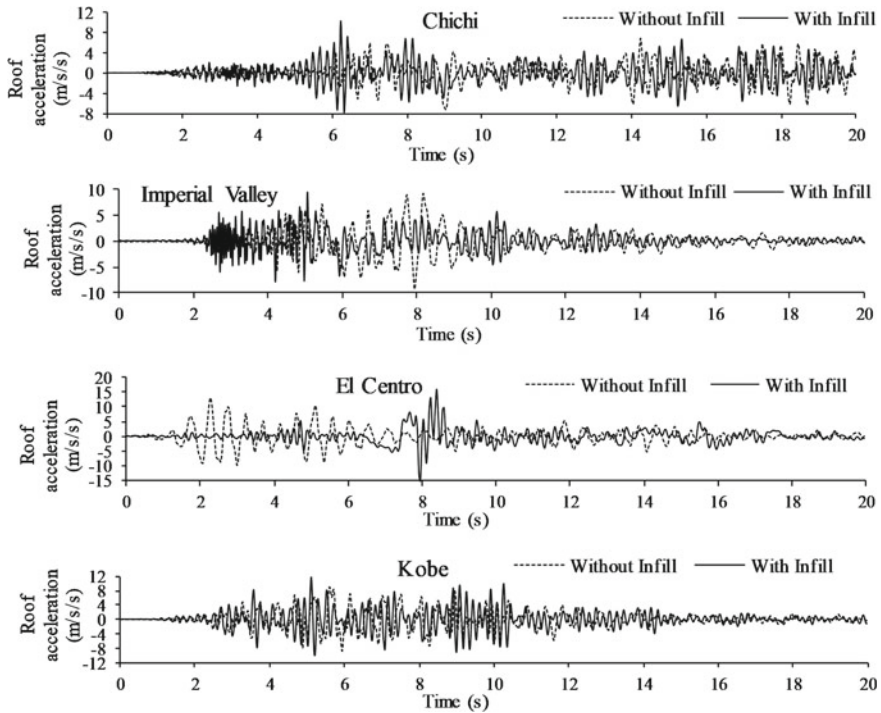 Chichi
Without Infill With Infill
Roof
acceleration
(m/s/s)
12
8
4
0
-4
-8
0 2 4 6 8 10 12 14 16 18 20
Time (s)
Imperial Valley
Without Infill With Infill
Roof
acceleration
(m/s/s)
10
5
0
-5
-10
0 2 4 6 8 10 12 14 16 18 20
Time (s)
El Centro
Without Infill With Infill
Roof
acceleration
(m/s/s)
20
15
10
5
0
-5
-10
-15
0 2 4 6 8 10 12 14 16 18 20
Time (s)
Kobe
Without Infill With Infill
Roof
acceleration
(m/s/s)
12
8
4
0
-4
-8
-12
0 2 4 6 8 10 12 14 16 18 20
Time (s)